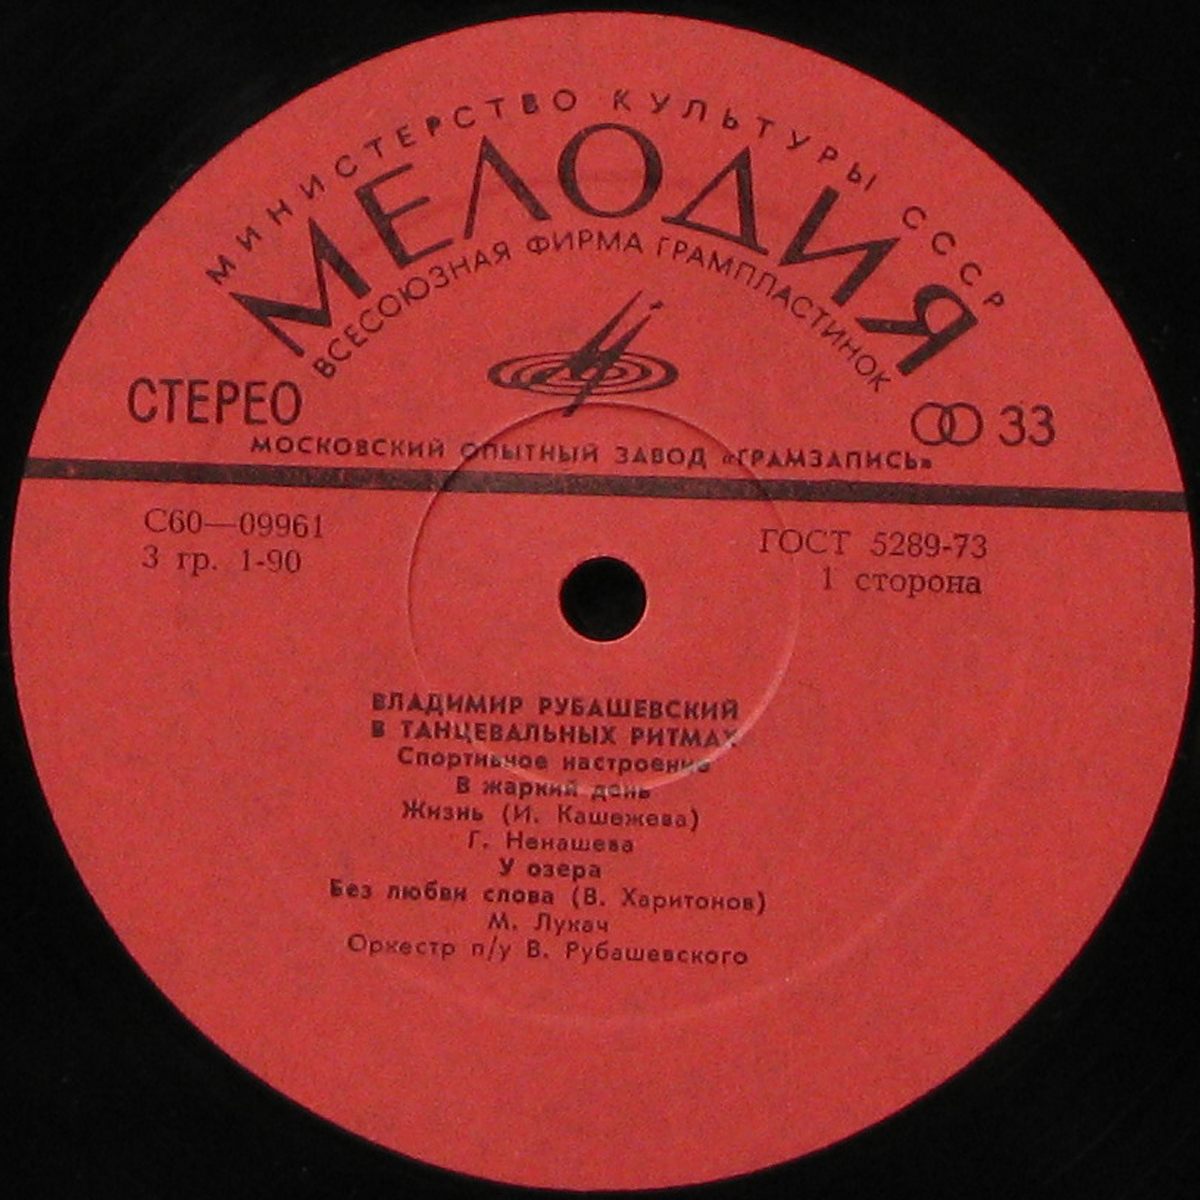 МИНИСТЕРСТВО КУЛЬТУРЫ СССР
МЕЛОДИЯ
ВСЕСОЮЗНАЯ ФИРМА ГРАМПЛАСТИНОК
СТЕРЕО
33
МОСКОВСКИЙ ОПЫТНЫЙ ЗАВОД «ГРАМЗАПИСЬ»
С60—09961
3 гр. 1-90
ГОСТ 5289-73
1 сторона
ВЛАДИМИР РУБАШЕВСКИЙ
В ТАНЦЕВАЛЬНЫХ РИТМАХ
Спортивное настроение
В жаркий день
Жизнь (И. Кашежева)
Г. Ненашева
У озера
Без любви слова (В. Харитонов)
М. Лукач
Оркестр п/у В. Рубашевского